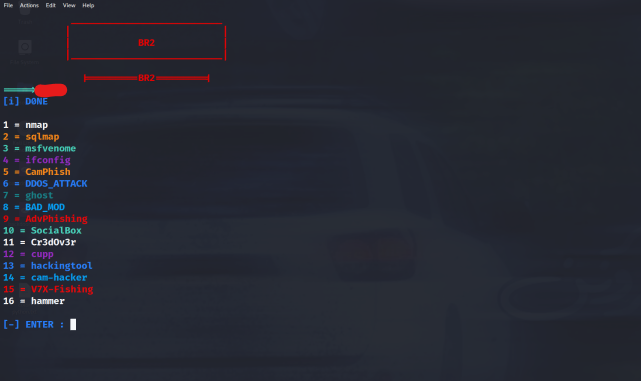 File Actions Edit View Help
BR2
BR2
[i] D0NE
1 = nmap
2 = sqlmap
3 = msfvenome
4 = ifconfig
5 = CamPhish
6 = DDOS_ATTACK
7 = ghost
8 = BAD_MOD
9 = AdvPhishing
10 = SocialBox
11 = Cr3dOv3r
12 = cupp
13 = hackingtool
14 = cam-hacker
15 = V7X-Fishing
16 = hammer
[~] ENTER :